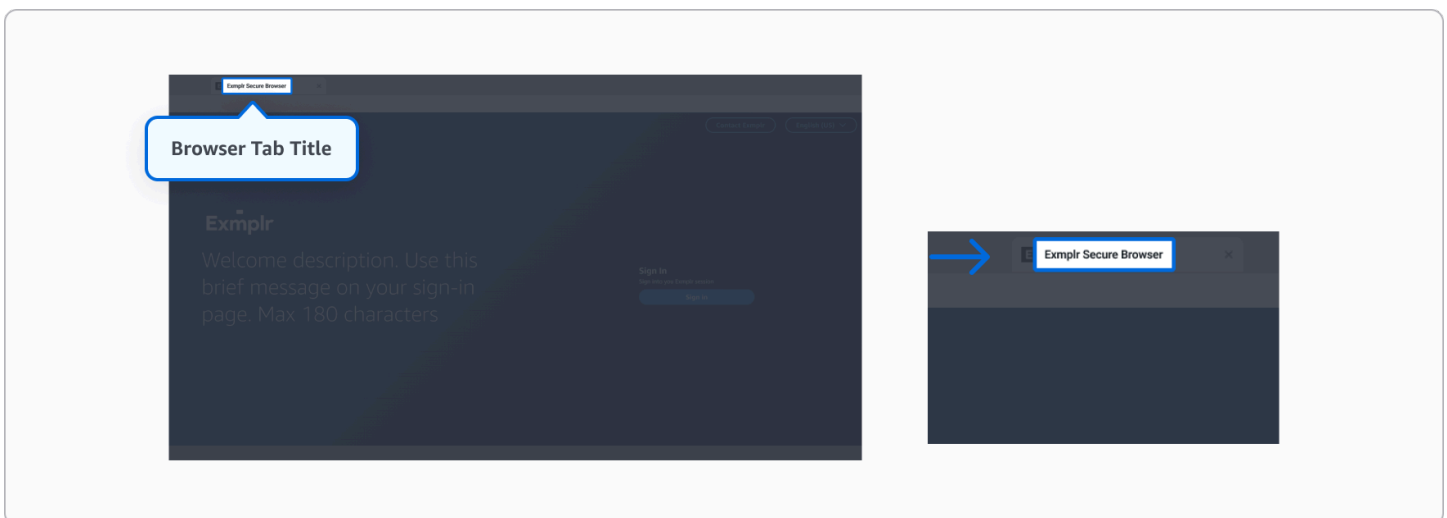 Exmplr Secure Browser
Browser Tab Title
Exmplr
Welcome description. Use this
brief message on your sign-in
page. Max 180 characters
Sign In
Sign In
E
Exmplr Secure Browser